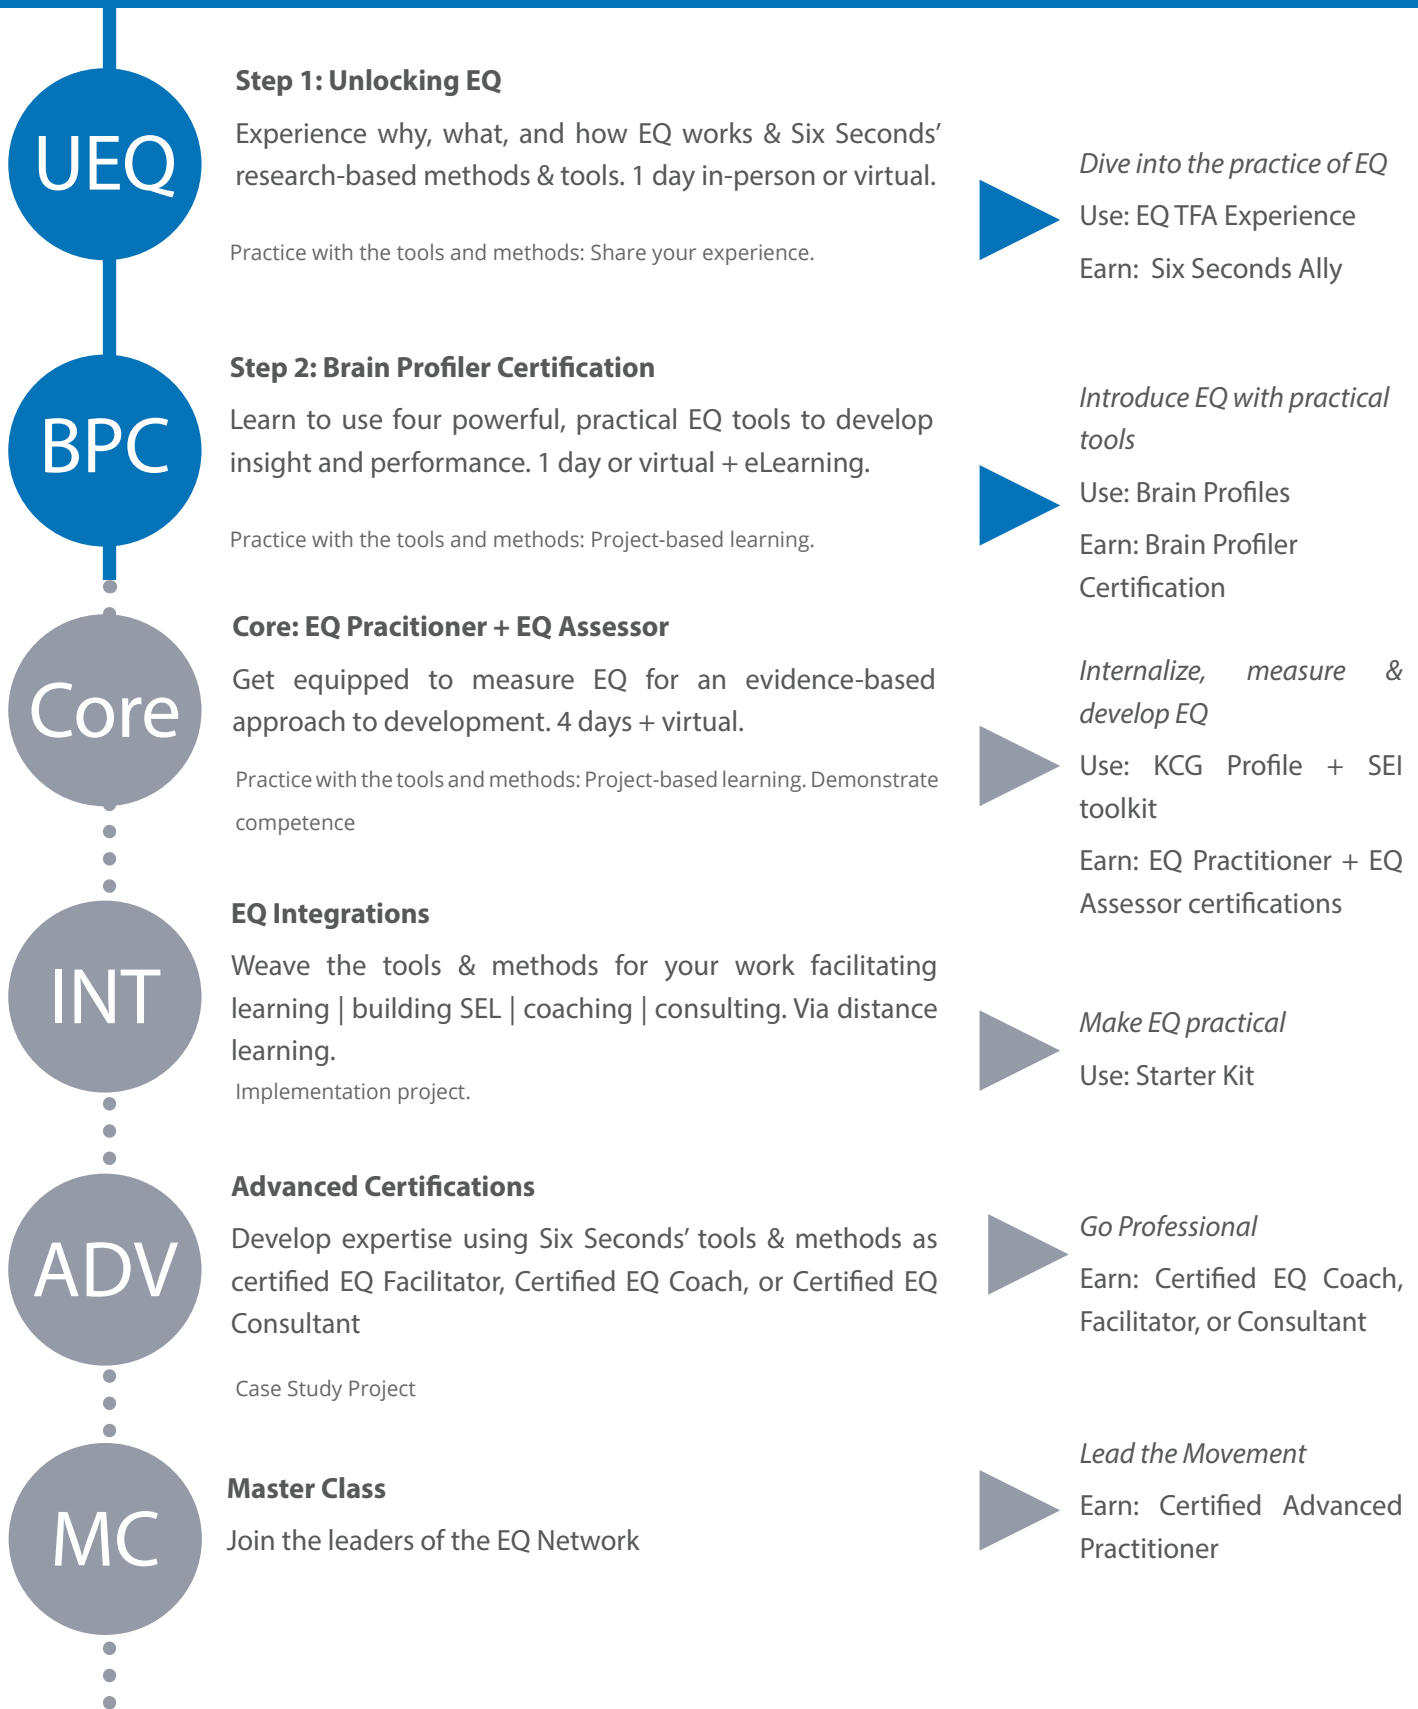 UEQ
Step 1: Unlocking EQ
Experience why, what, and how EQ works & Six Seconds’
research-based methods & tools. 1 day in-person or virtual.
Practice with the tools and methods: Share your experience.
Dive into the practice of EQ
Use: EQ TFA Experience
Earn: Six Seconds Ally
BPC
Step 2: Brain Profiler Certification
Learn to use four powerful, practical EQ tools to develop
insight and performance. 1 day or virtual + eLearning.
Practice with the tools and methods: Project-based learning.
Introduce EQ with practical
tools
Use: Brain Profiles
Earn: Brain Profiler
Certification
Core
Core: EQ Pracitioner + EQ Assessor
Get equipped to measure EQ for an evidence-based
approach to development. 4 days + virtual.
Practice with the tools and methods: Project-based learning. Demonstrate
competence
Internalize, measure &
develop EQ
Use: KCG Profile + SEI
toolkit
Earn: EQ Practitioner + EQ
Assessor certifications
INT
EQ Integrations
Weave the tools & methods for your work facilitating
learning | building SEL | coaching | consulting. Via distance
learning.
Implementation project.
Make EQ practical
Use: Starter Kit
ADV
Advanced Certifications
Develop expertise using Six Seconds’ tools & methods as
certified EQ Facilitator, Certified EQ Coach, or Certified EQ
Consultant
Case Study Project
Go Professional
Earn: Certified EQ Coach,
Facilitator, or Consultant
MC
Master Class
Join the leaders of the EQ Network
Lead the Movement
Earn: Certified Advanced
Practitioner